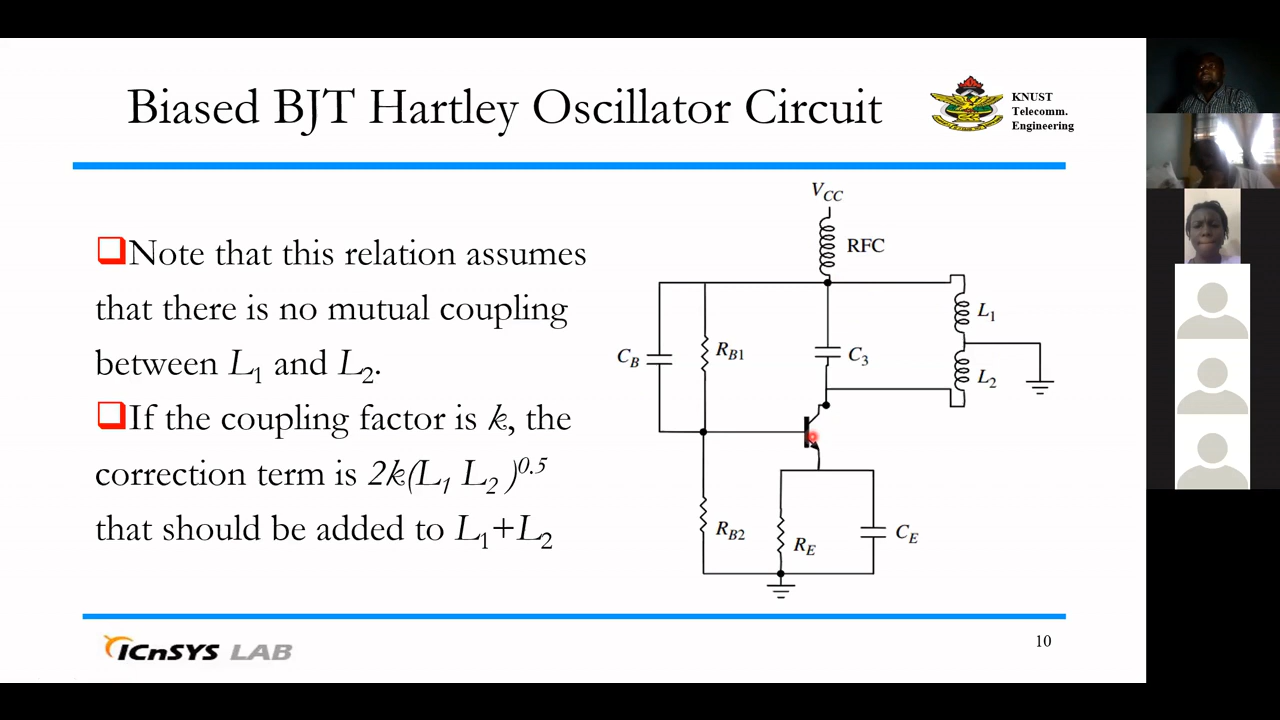 Biased BJT Hartley Oscillator Circuit
KNUST
Telecomm.
Engineering
Note that this relation assumes
that there is no mutual coupling
between L₁ and L₂.
If the coupling factor is k, the
correction term is 2k(L₁ L₂ )⁰·⁵
that should be added to L₁+L₂
V_CC
RFC
C_B
R_B1
C₃
L₁
L₂
R_B2
R_E
C_E
iCnSYS LAB
10